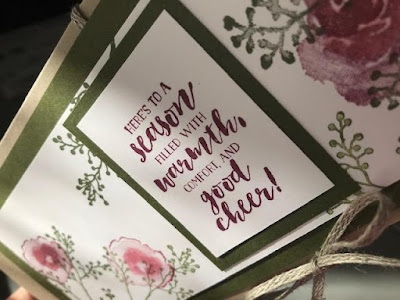 HERE'S TO A
season
FILLED WITH
warmth,
COMFORT, AND
good
cheer!